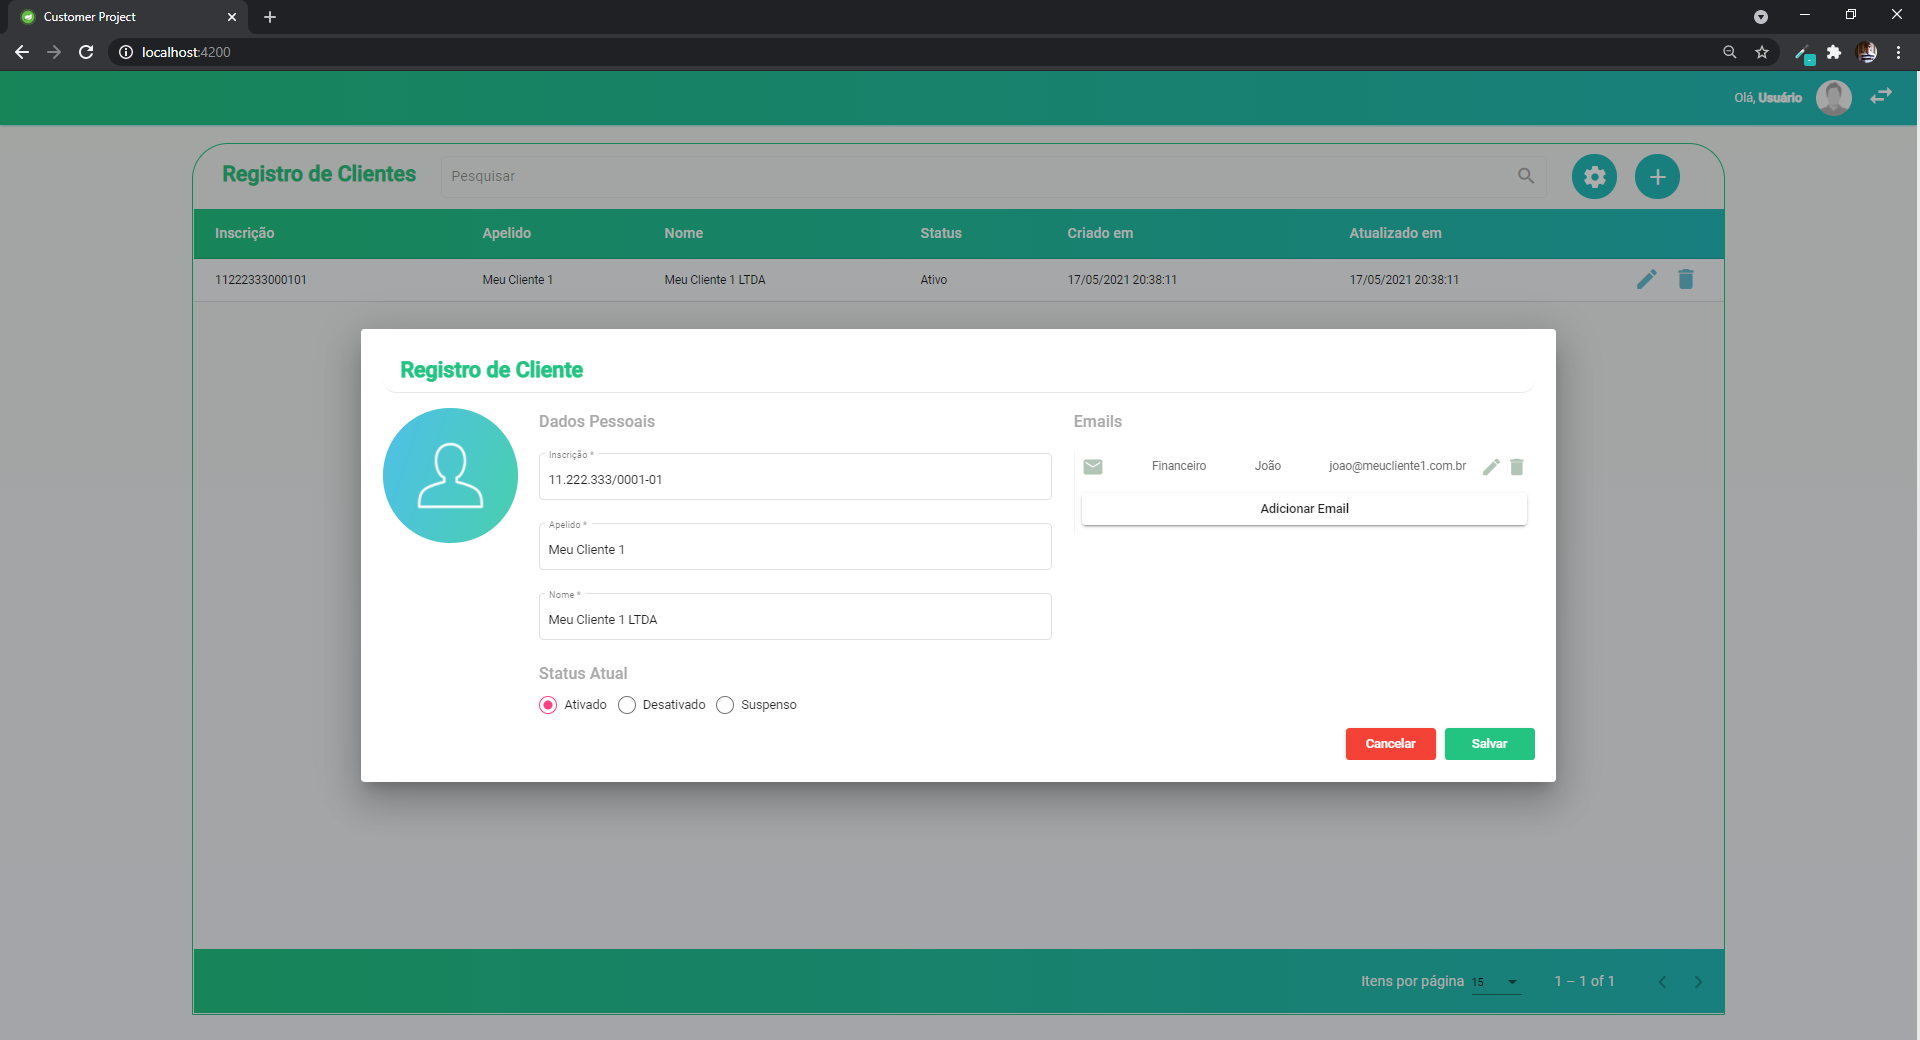 Customer Project
localhost:4200
Olá, Usuário
Registro de Clientes
Pesquisar
Inscrição Apelido Nome Status Criado em Atualizado em
11222333000101 Meu Cliente 1 Meu Cliente 1 LTDA Ativo 17/05/2021 20:38:11 17/05/2021 20:38:11
Registro de Cliente
Dados Pessoais
Inscrição *
11.222.333/0001-01
Apelido *
Meu Cliente 1
Nome *
Meu Cliente 1 LTDA
Status Atual
Ativado Desativado Suspenso
Emails
Financeiro João joao@meucliente1.com.br
Adicionar Email
Cancelar Salvar
Itens por página 15 1 – 1 of 1